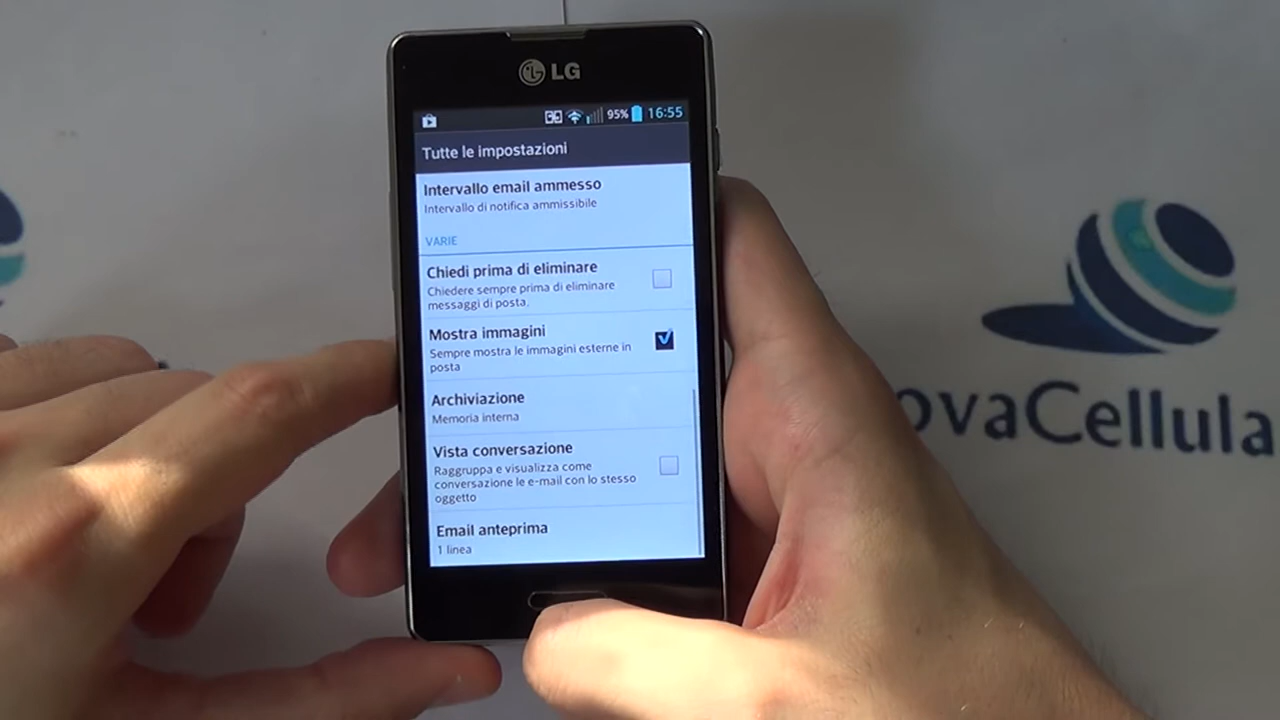 LG
95% 16:55
Tutte le impostazioni
Intervallo email ammesso
Intervallo di notifica ammissibile
VARIE
Chiedi prima di eliminare
Chiedere sempre prima di eliminare
messaggi di posta.
Mostra immagini
Sempre mostra le immagini esterne in
posta
Archiviazione
Memoria interna
Vista conversazione
Raggruppa e visualizza come
conversazione le e-mail con lo stesso
oggetto
Email anteprima
1 linea
ovaCellula